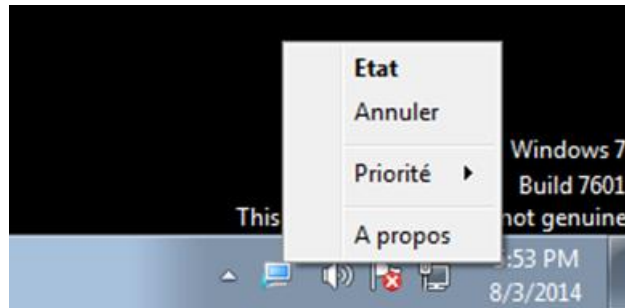 Etat
Annuler
Priorité
A propos
Windows 7
Build 7601
This not genuine
:53 PM
8/3/2014